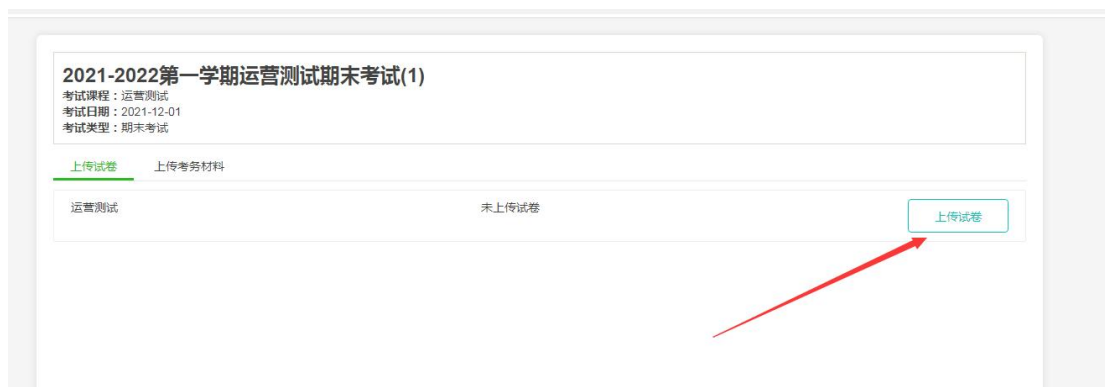 2021-2022第一学期运营测试期末考试(1)
考试课程：运营测试
考试日期：2021-12-01
考试类型：期末考试
上传试卷 上传考务材料
运营测试 未上传试卷 上传试卷